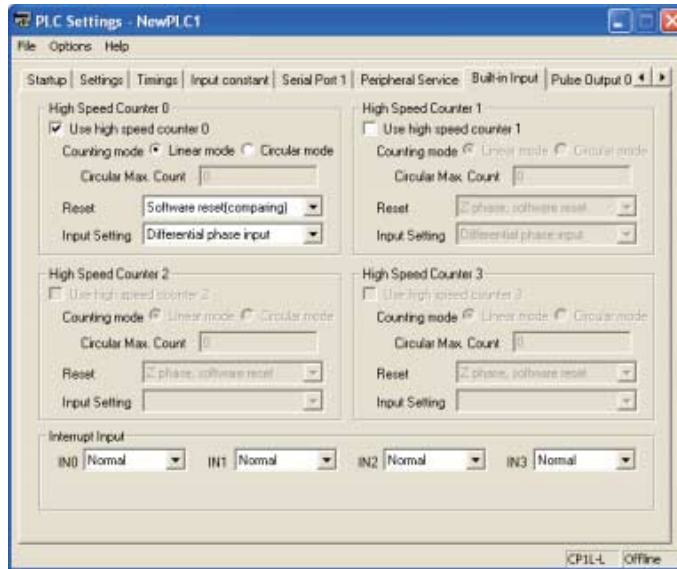 PLC Settings - NewPLC1
File Options Help
Startup Settings Timings Input constant Serial Port 1 Peripheral Service Built-in Input Pulse Output 0
High Speed Counter 0
Use high speed counter 0
Counting mode Linear mode Circular mode
Circular Max. Count 0
Reset Software reset(comparing)
Input Setting Differential phase input
High Speed Counter 1
Use high speed counter 1
Counting mode Linear mode Circular mode
Circular Max. Count 0
Reset Z phase, software reset
Input Setting Differential phase input
High Speed Counter 2
Use high speed counter 2
Counting mode Linear mode Circular mode
Circular Max. Count 0
Reset Z phase, software reset
Input Setting
High Speed Counter 3
Use high speed counter 3
Counting mode Linear mode Circular mode
Circular Max. Count 0
Reset Z phase, software reset
Input Setting
Interrupt Input
IN0 Normal IN1 Normal IN2 Normal IN3 Normal
CP1L-L Offline